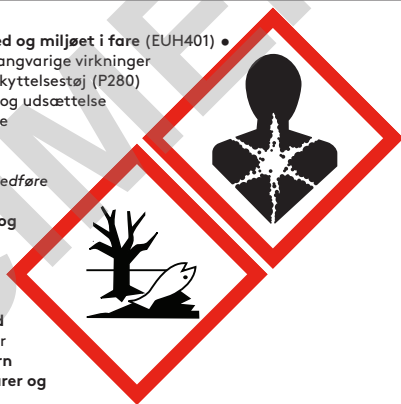 ed og miljøet i fare (EUH401) ●
angvarige virkninger
kyttelsestøj (P280)
og udsættelse
e
edføre
og
d
r
rn
rer og